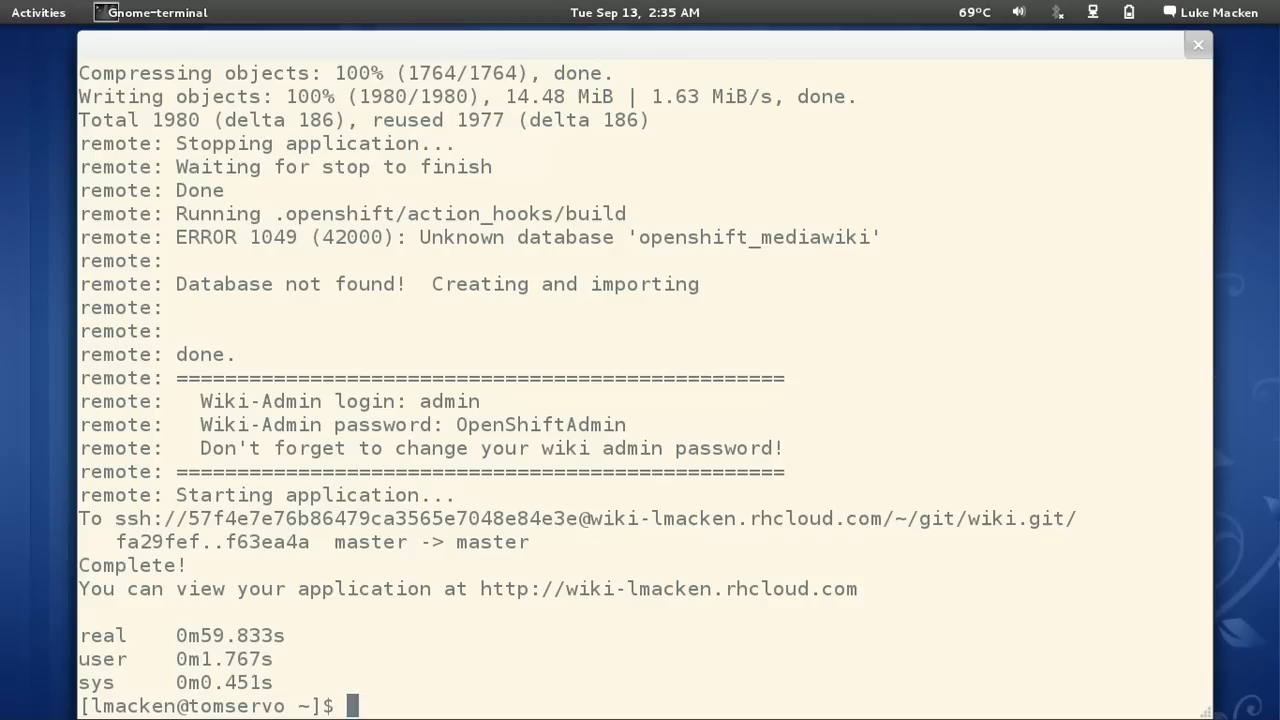 Activities Gnome-terminal Tue Sep 13, 2:35 AM 69°C Luke Macken
Compressing objects: 100% (1764/1764), done.
Writing objects: 100% (1980/1980), 14.48 MiB | 1.63 MiB/s, done.
Total 1980 (delta 186), reused 1977 (delta 186)
remote: Stopping application...
remote: Waiting for stop to finish
remote: Done
remote: Running .openshift/action_hooks/build
remote: ERROR 1049 (42000): Unknown database 'openshift_mediawiki'
remote:
remote: Database not found!  Creating and importing
remote:
remote:
remote: done.
remote: ==================================================
remote:   Wiki-Admin login: admin
remote:   Wiki-Admin password: OpenShiftAdmin
remote:   Don't forget to change your wiki admin password!
remote: ==================================================
remote: Starting application...
To ssh://57f4e7e76b86479ca3565e7048e84e3e@wiki-lmacken.rhcloud.com/~/git/wiki.git/
   fa29fef..f63ea4a  master -> master
Complete!
You can view your application at http://wiki-lmacken.rhcloud.com
real    0m59.833s
user    0m1.767s
sys     0m0.451s
[lmacken@tomservo ~]$